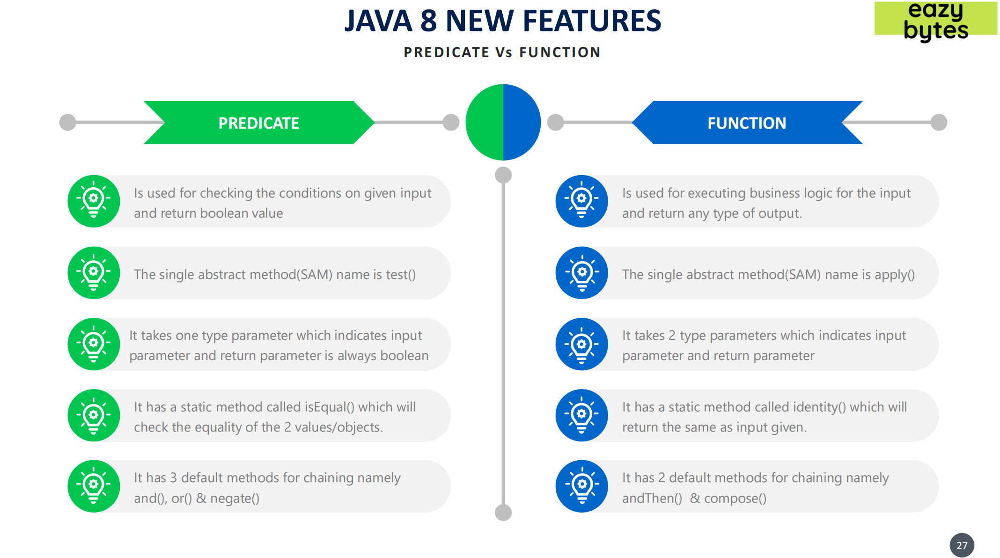 JAVA 8 NEW FEATURES
eazy
bytes
PREDICATE Vs FUNCTION
PREDICATE
Is used for checking the conditions on given input
and return boolean value
The single abstract method(SAM) name is test()
It takes one type parameter which indicates input
parameter and return parameter is always boolean
It has a static method called isEqual() which will
check the equality of the 2 values/objects.
It has 3 default methods for chaining namely
and(), or() & negate()
FUNCTION
Is used for executing business logic for the input
and return any type of output.
The single abstract method(SAM) name is apply()
It takes 2 type parameters which indicates input
parameter and return parameter
It has a static method called identity() which will
return the same as input given.
It has 2 default methods for chaining namely
andThen()  & compose()
27